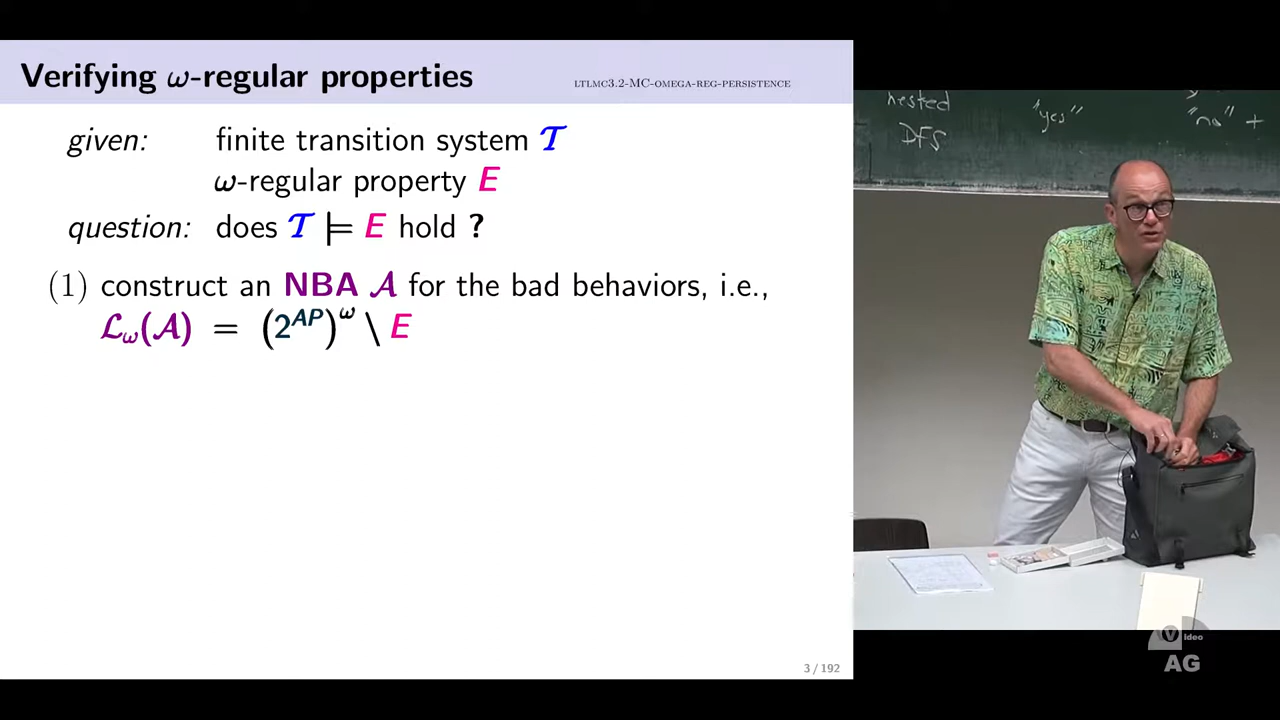 Verifying ω-regular properties
LTLMC3.2-MC-OMEGA-REG-PERSISTENCE
given: finite transition system 𝒯
ω-regular property E
question: does 𝒯 ⊨ E hold ?
(1) construct an NBA 𝒜 for the bad behaviors, i.e.,
ℒω(𝒜) = (2^AP)^ω \ E
3 / 192
nested
DFS
"yes"
"no" +
Video
AG